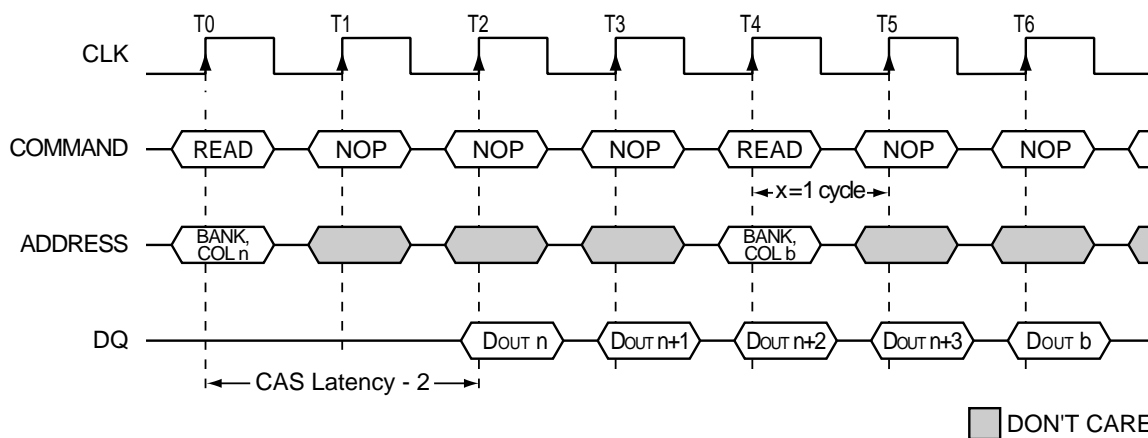 T0 T1 T2 T3 T4 T5 T6
CLK
COMMAND READ NOP NOP NOP READ NOP NOP
x=1 cycle
ADDRESS BANK, COL n BANK, COL b
DQ DOUT n DOUT n+1 DOUT n+2 DOUT n+3 DOUT b
CAS Latency - 2
DON'T CARE